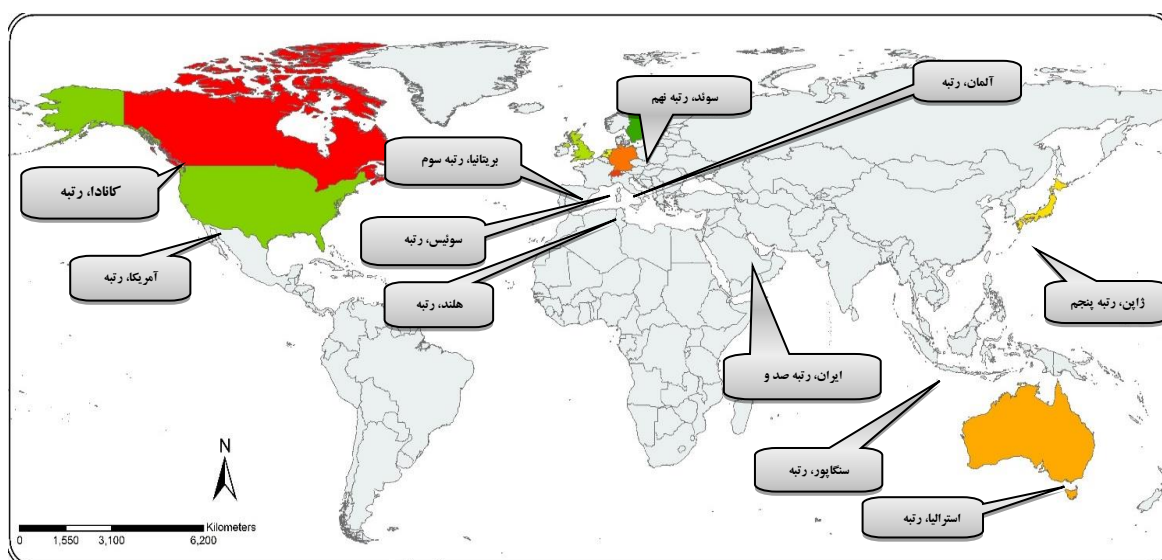 آلمان، رتبه
سوئد، رتبه نهم
بریتانیا، رتبه سوم
کانادا، رتبه
سوئیس، رتبه
آمریکا، رتبه
هلند، رتبه
ژاپن، رتبه پنجم
ایران، رتبه صد و
سنگاپور، رتبه
استرالیا، رتبه
N
Kilometers
0 1,550 3,100 6,200